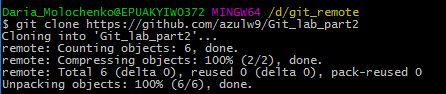 Daria_Molochenko@EPUAKYIW0372 MINGW64 /d/git_remote
$ git clone https://github.com/azulw9/Git_lab_part2
Cloning into 'Git_lab_part2'...
remote: Counting objects: 6, done.
remote: Compressing objects: 100% (2/2), done.
remote: Total 6 (delta 0), reused 0 (delta 0), pack-reused 0
Unpacking objects: 100% (6/6), done.